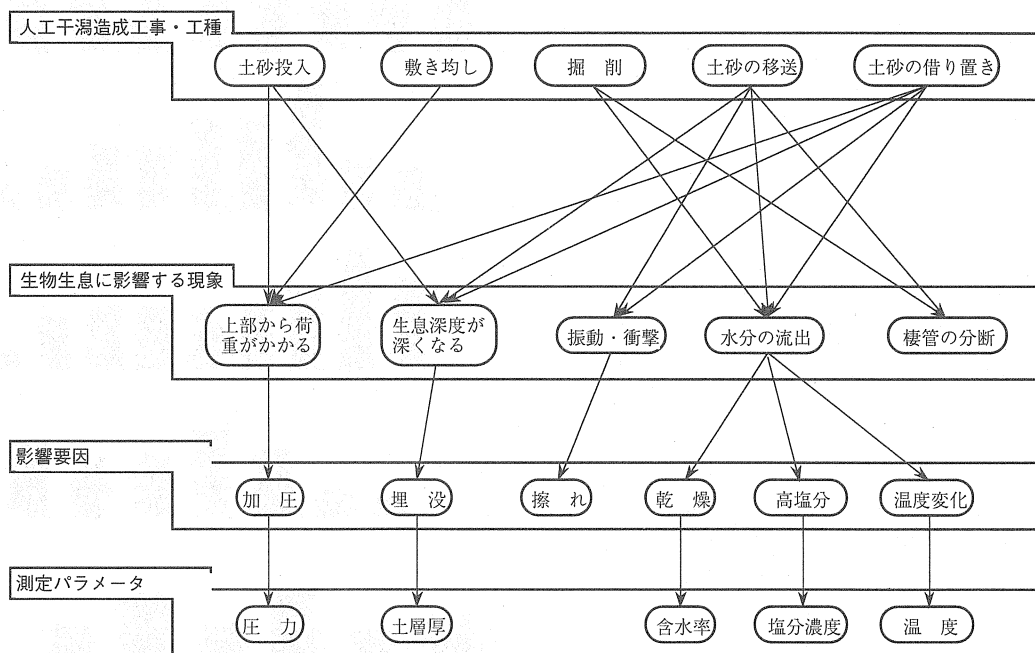 人工干潟造成工事・工種
土砂投入
敷き均し
掘 削
土砂の移送
土砂の借り置き
生物生息に影響する現象
上部から荷
重がかかる
生息深度が
深くなる
振動・衝撃
水分の流出
棲管の分断
影響要因
加 圧
埋 没
擦 れ
乾 燥
高塩分
温度変化
測定パラメータ
圧 力
土層厚
含水率
塩分濃度
温 度